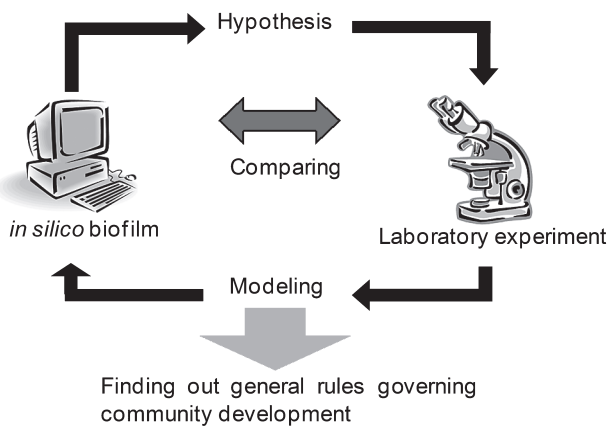 Hypothesis
Comparing
in silico biofilm
Laboratory experiment
Modeling
Finding out general rules governing
community development